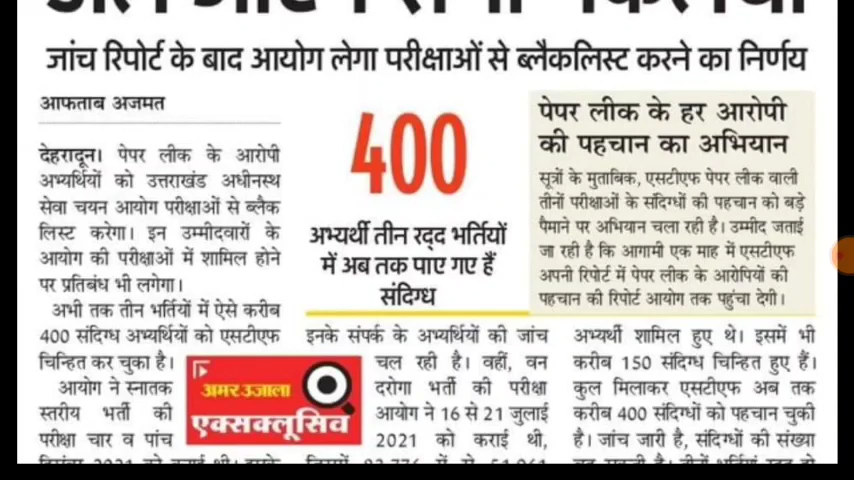 जांच रिपोर्ट के बाद आयोग लेगा परीक्षाओं से ब्लैकलिस्ट करने का निर्णय
आफताब अजमत
देहरादून। पेपर लीक के आरोपी
अभ्यर्थियों को उत्तराखंड अधीनस्थ
सेवा चयन आयोग परीक्षाओं से ब्लैक
लिस्ट करेगा। इन उम्मीदवारों के
आयोग की परीक्षाओं में शामिल होने
पर प्रतिबंध भी लगेगा।
अभी तक तीन भर्तियों में ऐसे करीब
400 संदिग्ध अभ्यर्थियों को एसटीएफ
चिन्हित कर चुका है।
आयोग ने स्नातक
स्तरीय भर्ती की
परीक्षा चार व पांच
400
अभ्यर्थी तीन रद्द भर्तियों
में अब तक पाए गए हैं
संदिग्ध
अमर उजाला
एक्सक्लूसिव
इनके संपर्क के अभ्यर्थियों की जांच
चल रही है। वहीं, वन
दरोगा भर्ती की परीक्षा
आयोग ने 16 से 21 जुलाई
2021 को कराई थी,
पेपर लीक के हर आरोपी
की पहचान का अभियान
सूत्रों के मुताबिक, एसटीएफ पेपर लीक वाली
तीनों परीक्षाओं के संदिग्धों की पहचान को बड़े
पैमाने पर अभियान चला रही है। उम्मीद जताई
जा रही है कि आगामी एक माह में एसटीएफ
अपनी रिपोर्ट में पेपर लीक के आरोपियों की
पहचान की रिपोर्ट आयोग तक पहुंचा देगी।
अभ्यर्थी शामिल हुए थे। इसमें भी
करीब 150 संदिग्ध चिन्हित हुए हैं।
कुल मिलाकर एसटीएफ अब तक
करीब 400 संदिग्धों को पहचान चुकी
है। जांच जारी है, संदिग्धों की संख्या